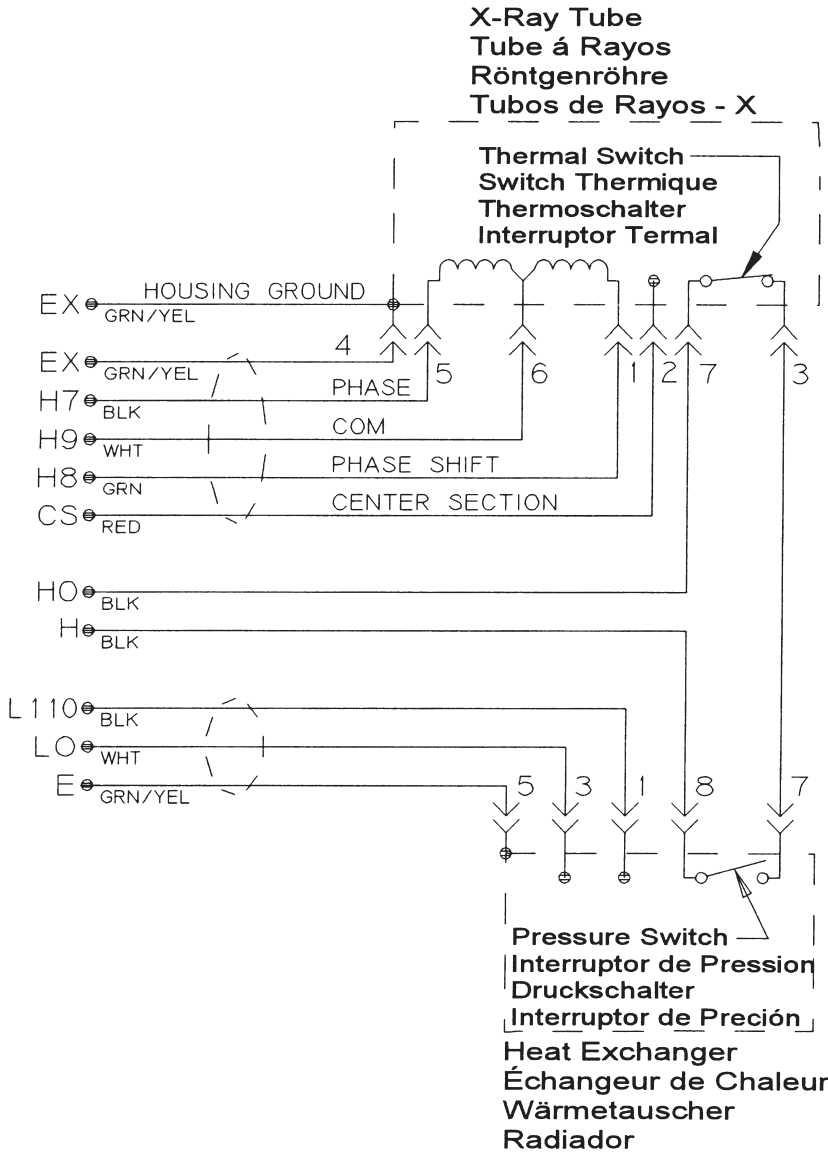 X-Ray Tube
Tube á Rayos
Röntgenröhre
Tubos de Rayos - X
Thermal Switch
Switch Thermique
Thermoschalter
Interruptor Termal
EX HOUSING GROUND
GRN/YEL
EX GRN/YEL 4 5 6 1 2 7 3
H7 BLK PHASE
H9 WHT COM
H8 GRN PHASE SHIFT
CS RED CENTER SECTION
HO BLK
H BLK
L110 BLK
LO WHT
E GRN/YEL 5 3 1 8 7
Pressure Switch
Interruptor de Pression
Druckschalter
Interruptor de Preción
Heat Exchanger
Échangeur de Chaleur
Wärmetauscher
Radiador